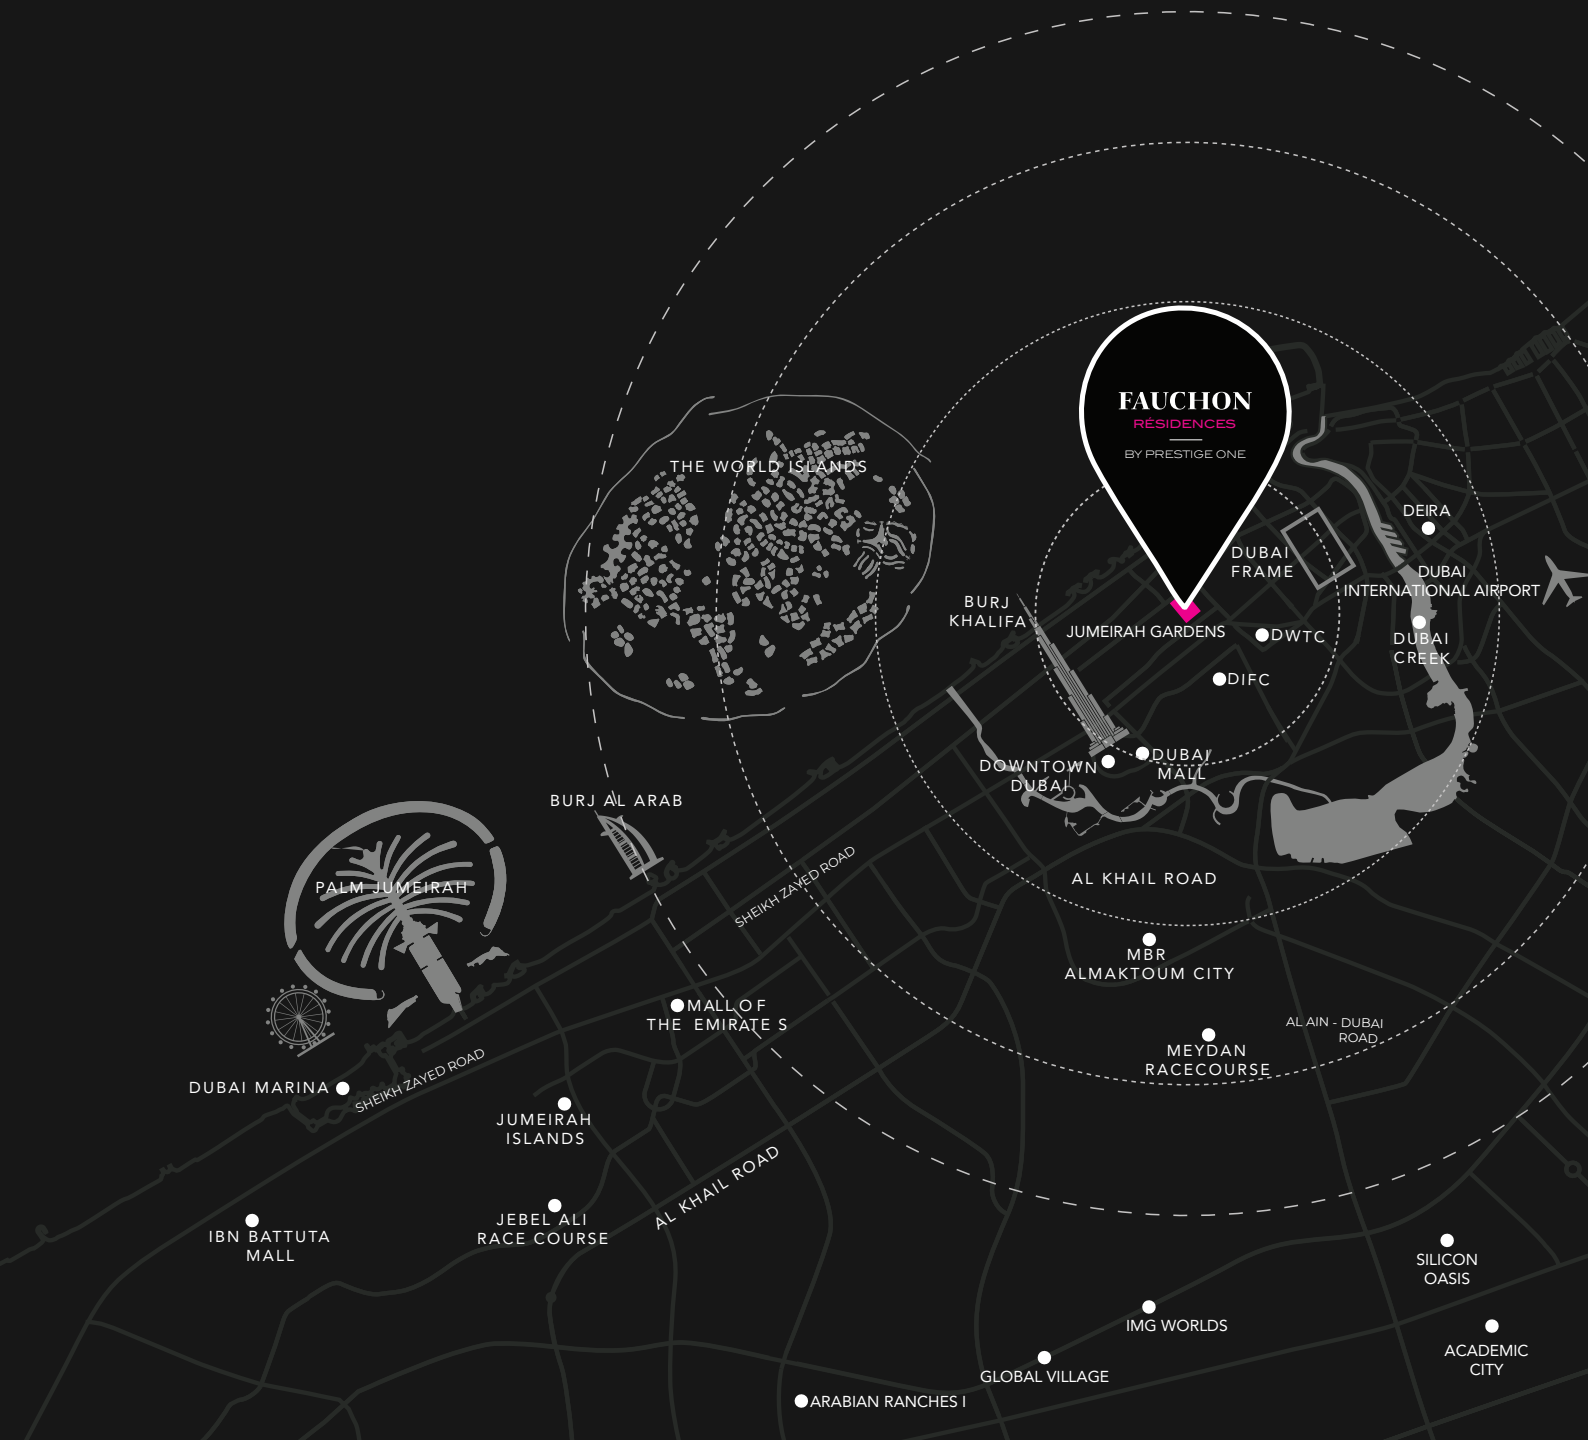 FAUCHON
RÉSIDENCES
BY PRESTIGE ONE
THE WORLD ISLANDS
DEIRA
DUBAI
FRAME
DUBAI
INTERNATIONAL AIRPORT
BURJ
KHALIFA
JUMEIRAH GARDENS
DWTC
DUBAI
CREEK
DIFC
DOWNTOWN
DUBAI
DUBAI
MALL
BURJ AL ARAB
PALM JUMEIRAH
SHEIKH ZAYED ROAD
AL KHAIL ROAD
MBR
ALMAKTOUM CITY
MALL OF
THE EMIRATE S
AL AIN - DUBAI
ROAD
MEYDAN
RACECOURSE
DUBAI MARINA
SHEIKH ZAYED ROAD
JUMEIRAH
ISLANDS
AL KHAIL ROAD
IBN BATTUTA
MALL
JEBEL ALI
RACE COURSE
SILICON
OASIS
IMG WORLDS
ACADEMIC
CITY
GLOBAL VILLAGE
ARABIAN RANCHES I